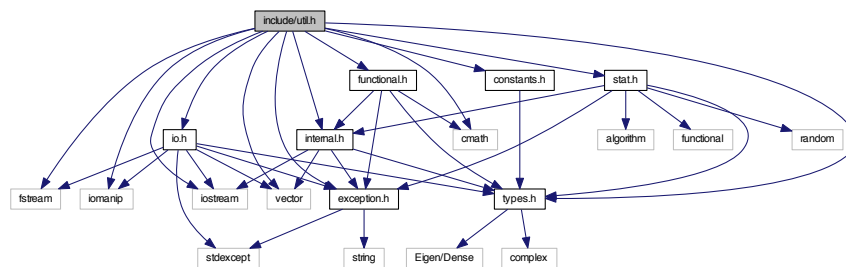 include/util.h
functional.h
constants.h
stat.h
io.h
internal.h
cmath
algorithm
functional
random
fstream
iomanip
iostream
vector
exception.h
types.h
stdexcept
string
Eigen/Dense
complex